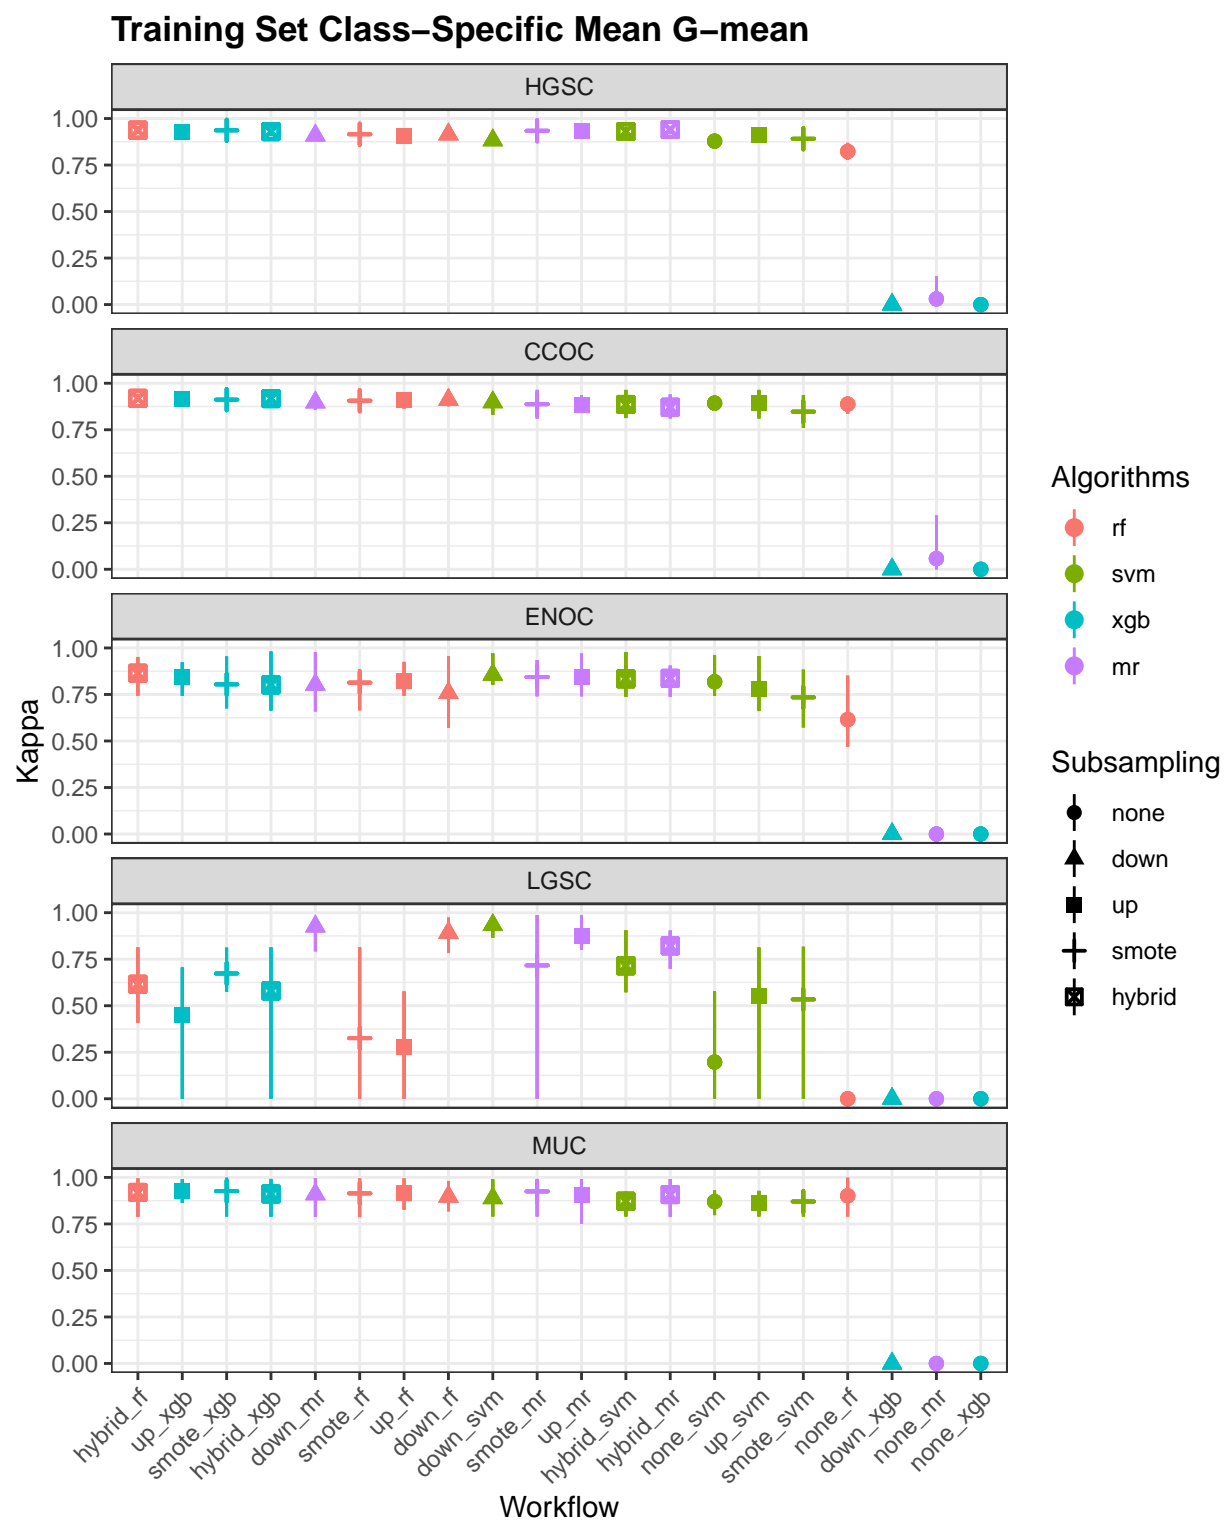 Training Set Class–Specific Mean G–mean
HGSC
1.00
0.75
0.50
0.25
0.00
CCOC
1.00
0.75
0.50
0.25
0.00
ENOC
1.00
0.75
0.50
0.25
0.00
LGSC
1.00
0.75
0.50
0.25
0.00
MUC
1.00
0.75
0.50
0.25
0.00
Kappa
hybrid_rf
up_xgb
smote_xgb
hybrid_xgb
down_mr
smote_rf
up_rf
down_rf
down_svm
smote_mr
up_mr
hybrid_svm
hybrid_mr
none_svm
up_svm
smote_svm
none_rf
down_xgb
none_mr
none_xgb
Workflow
Algorithms
rf
svm
xgb
mr
Subsampling
none
down
up
smote
hybrid